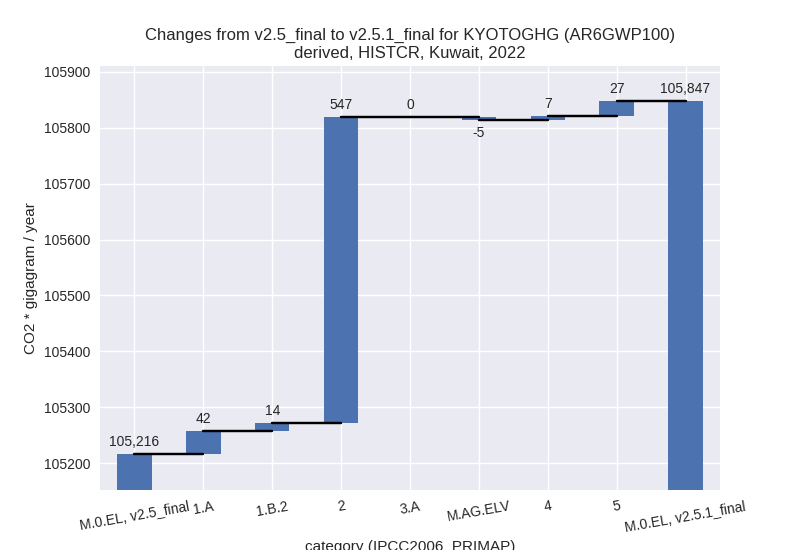 Changes from v2.5_final to v2.5.1_final for KYOTOGHG (AR6GWP100)
derived, HISTCR, Kuwait, 2022
CO2 * gigagram / year
105900
105800
105700
105600
105500
105400
105300
105200
105,216
42
14
547
0
-5
7
27
105,847
M.0.EL, v2.5_final
1.A
1.B.2
2
3.A
M.AG.ELV
4
5
M.0.EL, v2.5.1_final
category (IPCC2006_PRIMAP)